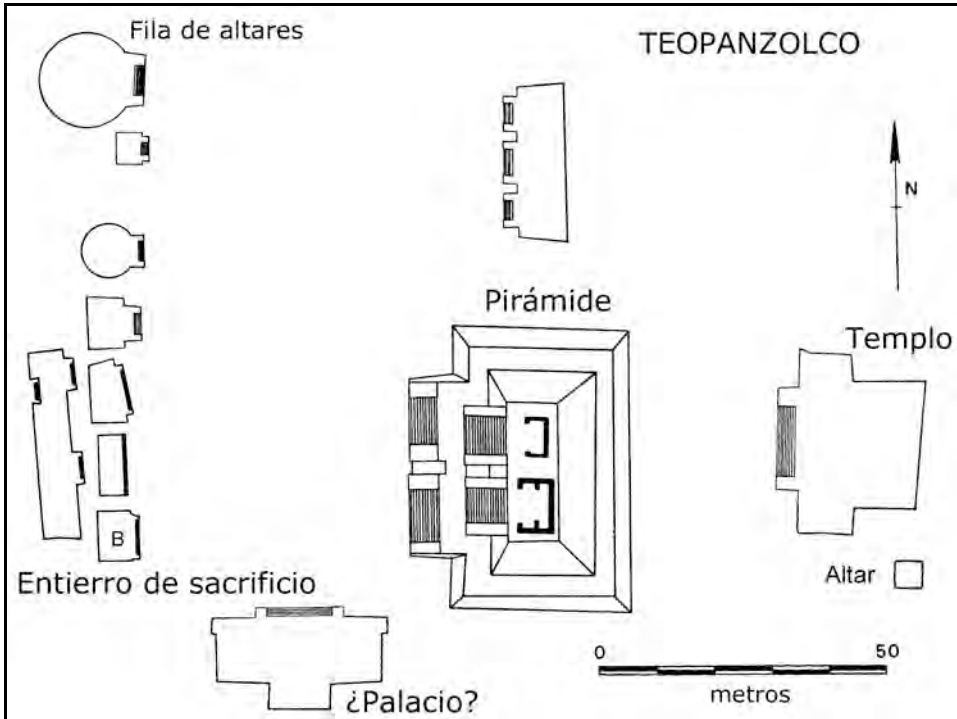 Fila de altares
TEOPANZOLCO
N
Pirámide
Templo
B
Entierro de sacrificio
Altar
¿Palacio?
0 50
metros